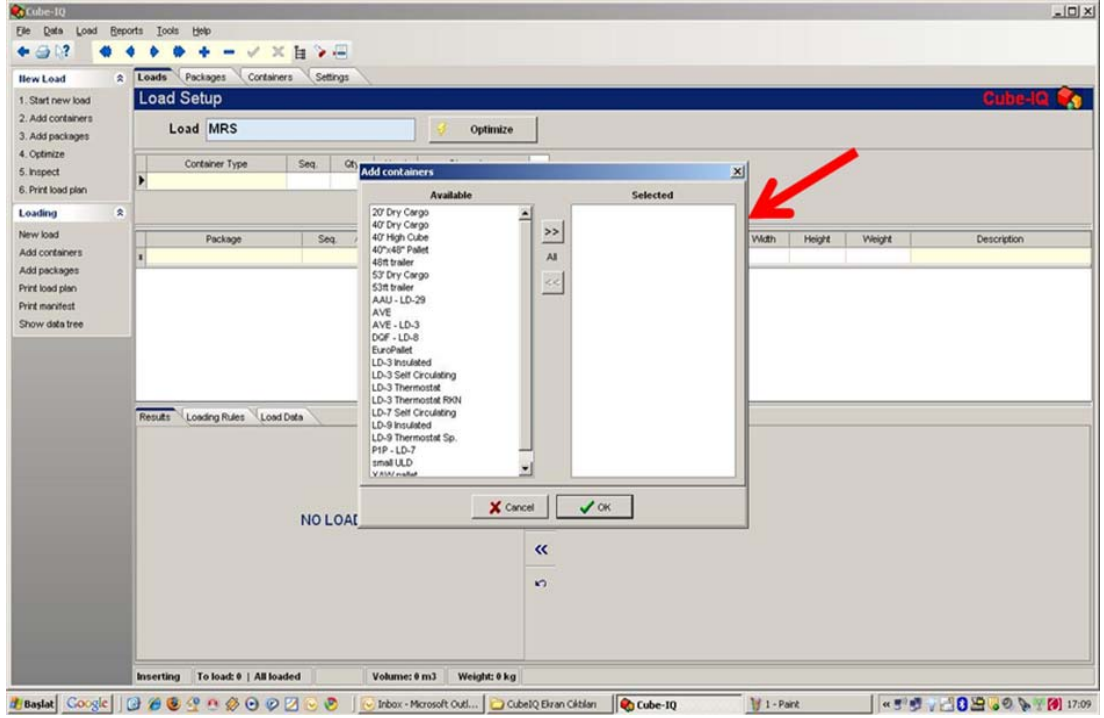 Cube-IQ
File Data Load Reports Tools Help
New Load
1. Start new load
2. Add containers
3. Add packages
4. Optimize
5. Inspect
6. Print load plan
Loading
New load
Add containers
Add packages
Print load plan
Print manifest
Show data tree
Loads Packages Containers Settings
Load Setup
Cube-IQ
Load MRS
Optimize
Container Type Seq. Qty
Package Seq.
Width Height Weight Description
Add containers
Available
20' Dry Cargo
40' Dry Cargo
40' High Cube
40"x48" Pallet
48ft trailer
53' Dry Cargo
53ft trailer
AAU - LD-29
AVE
AVE - LD-3
DQF - LD-8
EuroPallet
LD-3 Insulated
LD-3 Self Circulating
LD-3 Thermostat
LD-3 Thermostat RKN
LD-7 Self Circulating
LD-9 Insulated
LD-9 Thermostat Sp.
P1P - LD-7
small ULD
>>
All
<<
Selected
Cancel
OK
Results Loading Rules Load Data
NO LOAD
Inserting To load: 0 | All loaded Volume: 0 m3 Weight: 0 kg
Başlat Google Inbox - Microsoft Outl... CubeIQ Ekran Çıktıları Cube-IQ 1 - Paint 17:09